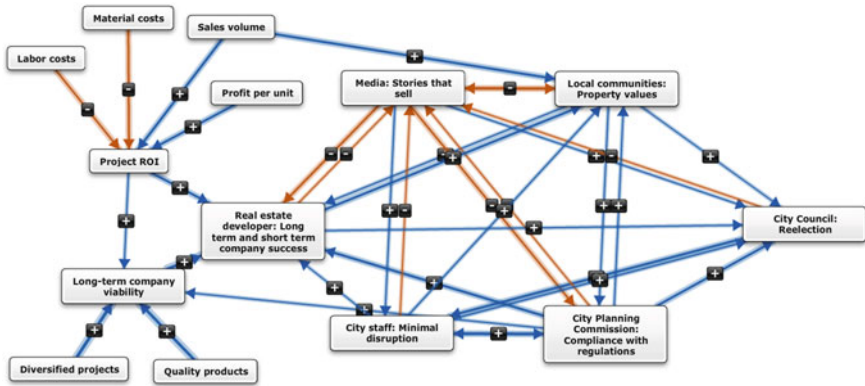 Material costs
Sales volume
Labor costs
Media: Stories that
sell
Local communities:
Property values
Profit per unit
Project ROI
Real estate
developer: Long
term and short term
company success
City Council:
Reelection
Long-term company
viability
City staff: Minimal
disruption
City Planning
Commission:
Compliance with
regulations
Diversified projects
Quality products